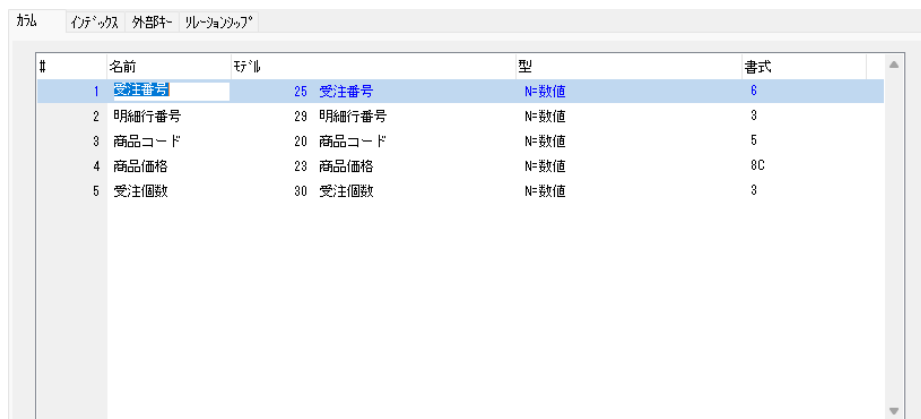 ｶﾗﾑ ｲﾝﾃﾞｯｸｽ 外部ｷｰ ﾘﾚｰｼｮﾝｼｯﾌﾟ
# 名前 ﾓﾃﾞﾙ 型 書式
1 受注番号 25 受注番号 N=数値 6
2 明細行番号 29 明細行番号 N=数値 3
3 商品コード 20 商品コード N=数値 5
4 商品価格 23 商品価格 N=数値 8C
5 受注個数 30 受注個数 N=数値 3